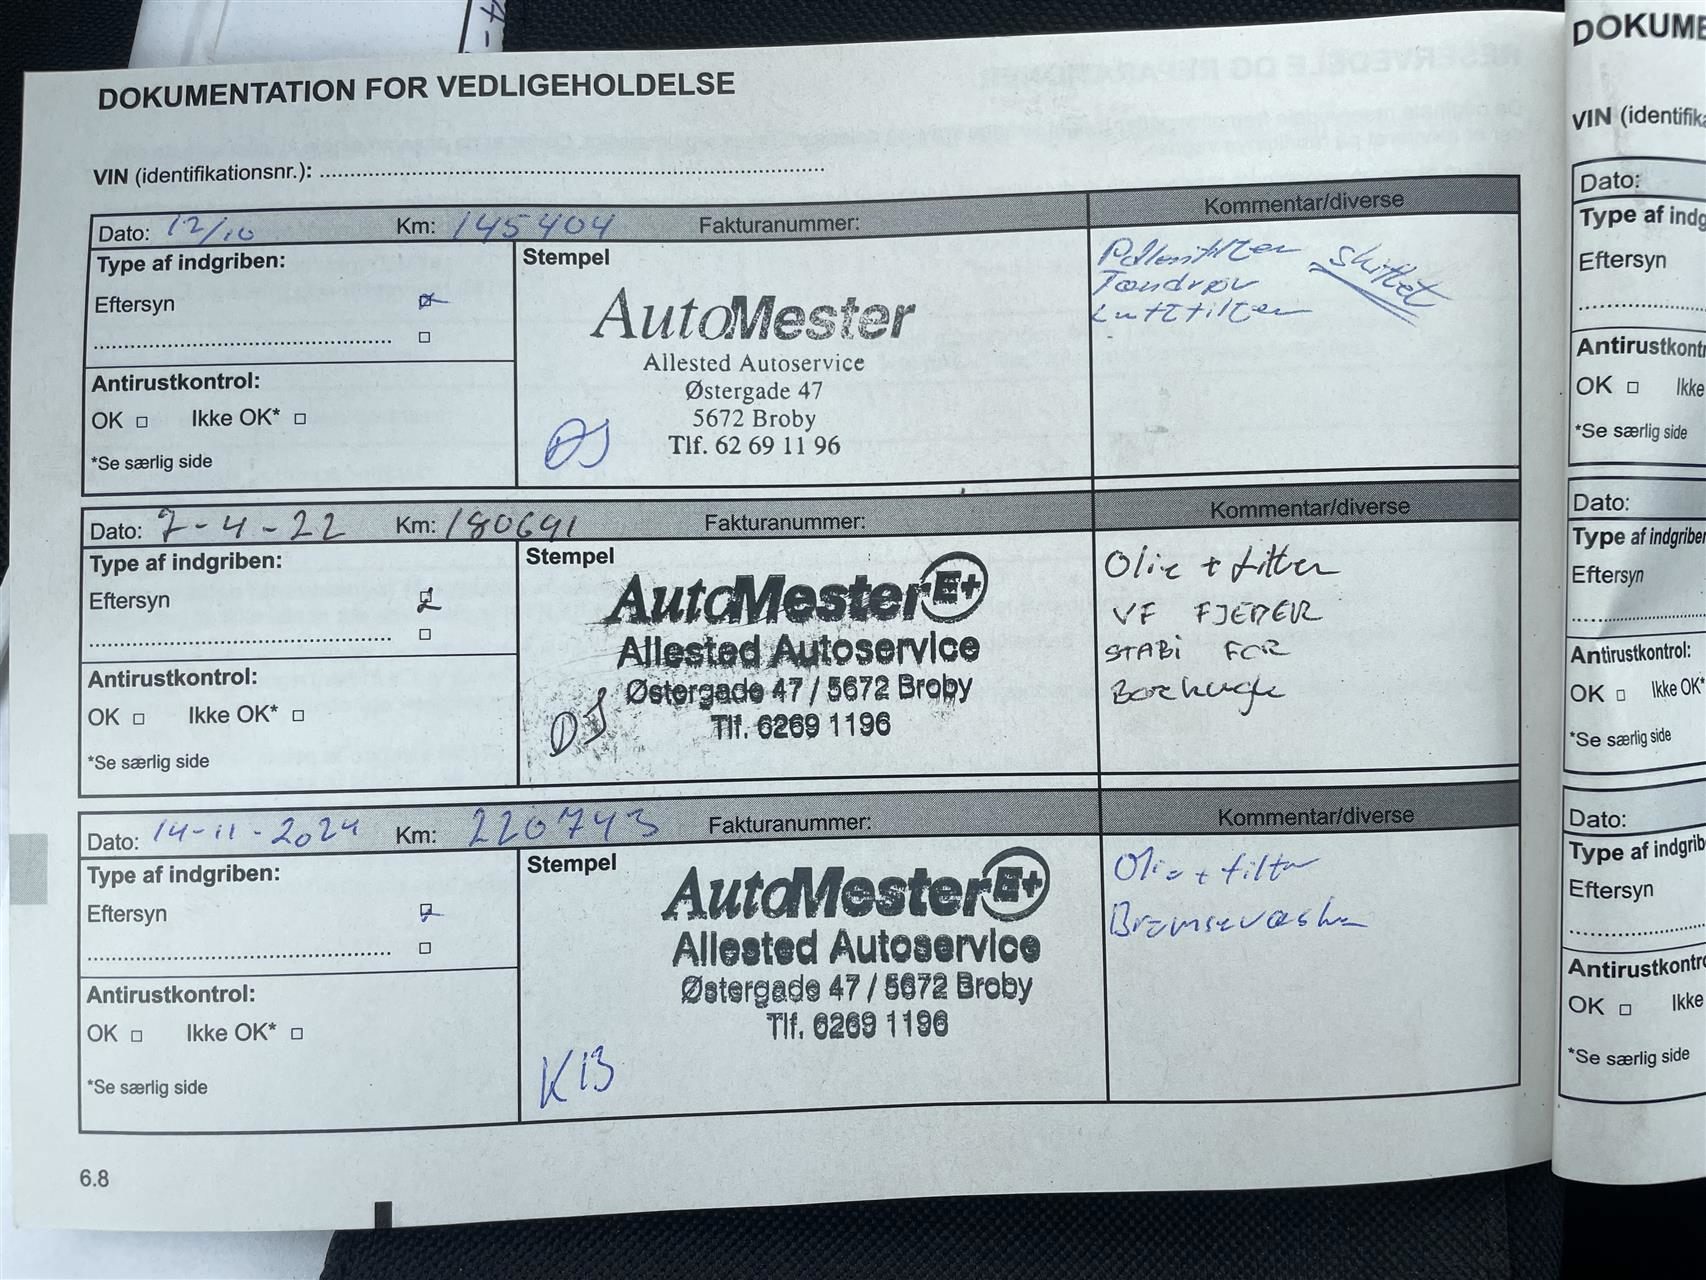 DOKUMENTATION FOR VEDLIGEHOLDELSE
VIN (identifikationsnr.):
Dato: 12/10 Km: 145404 Fakturanummer:
Kommentar/diverse
Type af indgriben:
Eftersyn
Antirustkontrol:
OK Ikke OK*
*Se særlig side
Stempel
AutoMester
Allested Autoservice
Østergade 47
5672 Broby
Tlf. 62 69 11 96
DJ
Pollenfilter skiftet
Tændrør
Luftfilter
Dato: 7-4-22 Km: 180691 Fakturanummer:
Kommentar/diverse
Type af indgriben:
Eftersyn
Antirustkontrol:
OK Ikke OK*
*Se særlig side
Stempel
AutoMester E+
Allested Autoservice
Østergade 47 / 5672 Broby
Tlf. 6269 1196
DJ
Olie + filter
VF FJEDER
STABI FOR
Bærekugle
Dato: 14-11-2024 Km: 220743 Fakturanummer:
Kommentar/diverse
Type af indgriben:
Eftersyn
Antirustkontrol:
OK Ikke OK*
*Se særlig side
Stempel
AutoMester E+
Allested Autoservice
Østergade 47 / 5672 Broby
Tlf. 6269 1196
KB
Olie + filter
Bremsevæske
6.8
DOKUME
VIN (identifika
Dato:
Type af indg
Eftersyn
Antirustkont
OK Ikke
*Se særlig side
Dato:
Type af indgriben
Eftersyn
Antirustkontrol:
OK Ikke OK*
*Se særlig side
Dato:
Type af indgrib
Eftersyn
Antirustkontro
OK Ikke
*Se særlig side